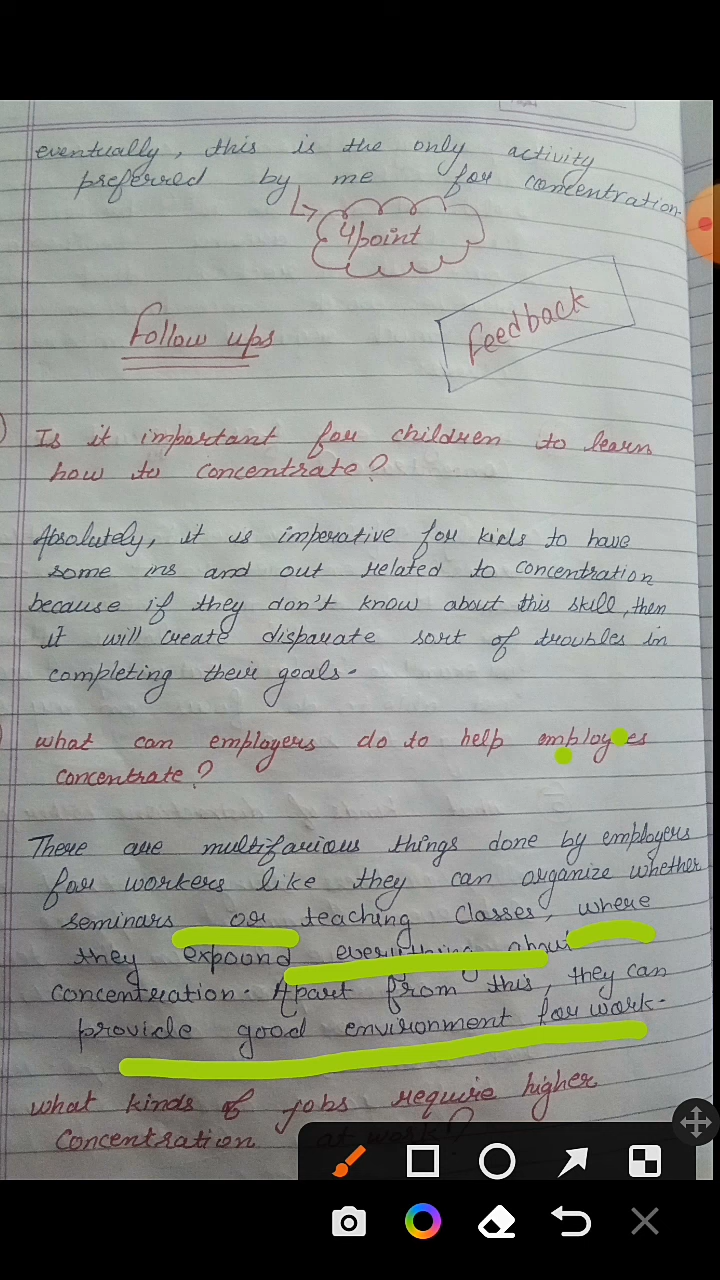 eventually, this is the only activity
preferred by me for concentration.
4 point
Follow ups
Feedback
Is it important for children to learn
how to concentrate?
Absolutely, it is imperative for kids to have
some ins and out related to concentration
because if they don't know about this skill, then
it will create disparate sort of troubles in
completing their goals.
what can employers do to help employes
concentrate?
There are multifarious things done by employers
for workers like they can organize whether
seminars or teaching classes, where
they expound everything about
concentration. Apart from this, they can
provide good environment for work.
what kinds of jobs require higher
concentration at work?